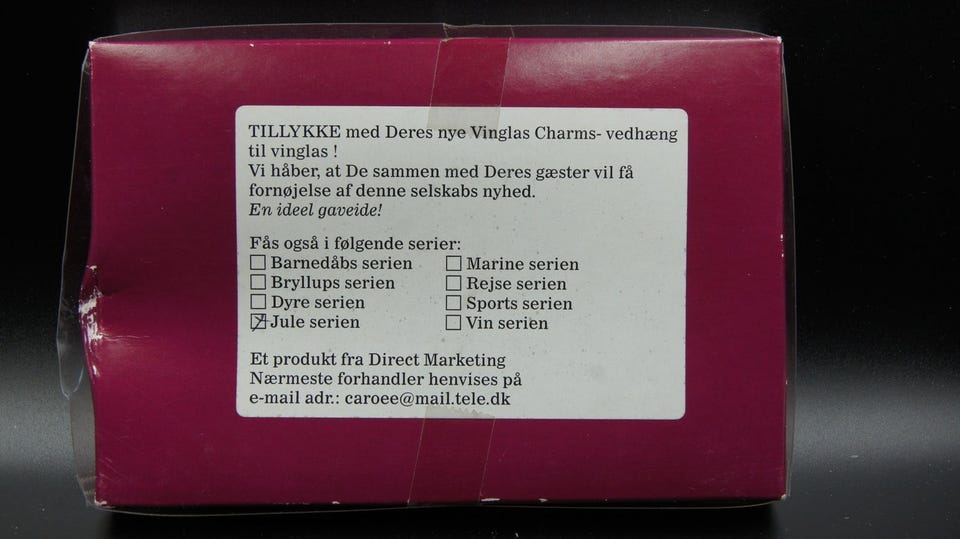 TILLYKKE med Deres nye Vinglas Charms- vedhæng
til vinglas !
Vi håber, at De sammen med Deres gæster vil få
fornøjelse af denne selskabs nyhed.
En ideel gaveide!
Fås også i følgende serier:
Barnedåbs serien
Bryllups serien
Dyre serien
Jule serien
Marine serien
Rejse serien
Sports serien
Vin serien
Et produkt fra Direct Marketing
Nærmeste forhandler henvises på
e-mail adr.: caroee@mail.tele.dk